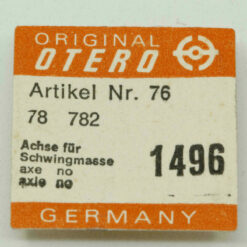 ORIGINAL
OTERO
Artikel Nr. 76
78 782
Achse für
Schwingmasse
axe no
axle no
1496
GERMANY